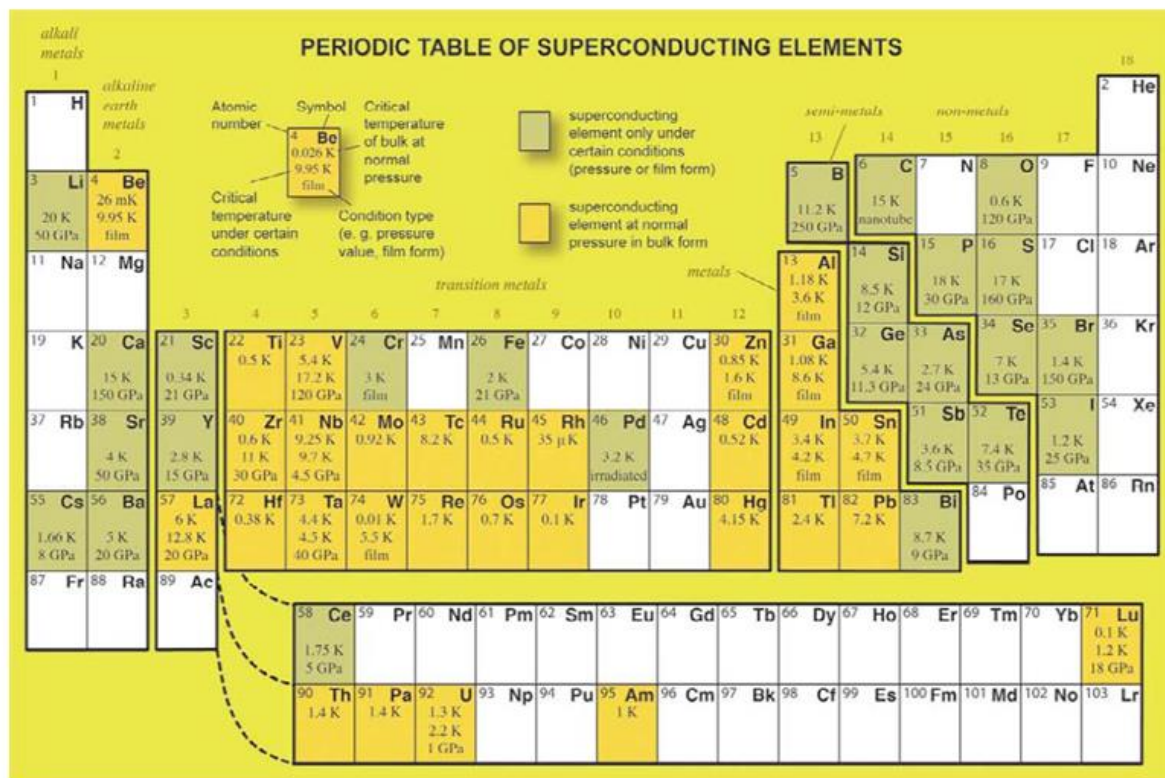 PERIODIC TABLE OF SUPERCONDUCTING ELEMENTS
alkali
metals
1
alkaline
earth
metals
2
Atomic
number
Symbol
Critical
temperature
of bulk at
normal
pressure
4 Be
0.026 K
9.95 K
film
Critical
temperature
under certain
conditions
Condition type
(e. g. pressure
value, film form)
superconducting
element only under
certain conditions
(pressure or film form)
superconducting
element at normal
pressure in bulk form
semi-metals
non-metals
metals
transition metals
13 14 15 16 17 18
3 4 5 6 7 8 9 10 11 12
1 H
2 He
3 Li
20 K
50 GPa
4 Be
26 mK
9.95 K
film
5 B
11.2 K
250 GPa
6 C
15 K
nanotube
7 N
8 O
0.6 K
120 GPa
9 F
10 Ne
11 Na
12 Mg
13 Al
1.18 K
3.6 K
film
14 Si
8.5 K
12 GPa
15 P
18 K
30 GPa
16 S
17 K
160 GPa
17 Cl
18 Ar
19 K
20 Ca
15 K
150 GPa
21 Sc
0.34 K
21 GPa
22 Ti
0.5 K
23 V
5.4 K
17.2 K
120 GPa
24 Cr
3 K
film
25 Mn
26 Fe
2 K
21 GPa
27 Co
28 Ni
29 Cu
30 Zn
0.85 K
1.6 K
film
31 Ga
1.08 K
8.6 K
film
32 Ge
5.4 K
11.3 GPa
33 As
2.7 K
24 GPa
34 Se
7 K
13 GPa
35 Br
1.4 K
150 GPa
36 Kr
37 Rb
38 Sr
4 K
50 GPa
39 Y
2.8 K
15 GPa
40 Zr
0.6 K
11 K
30 GPa
41 Nb
9.25 K
9.7 K
4.5 GPa
42 Mo
0.92 K
43 Tc
8.2 K
44 Ru
0.5 K
45 Rh
35 μ K
46 Pd
3.2 K
irradiated
47 Ag
48 Cd
0.52 K
49 In
3.4 K
4.2 K
film
50 Sn
3.7 K
4.7 K
film
51 Sb
3.6 K
8.5 GPa
52 Te
7.4 K
35 GPa
53 I
1.2 K
25 GPa
54 Xe
55 Cs
1.66 K
8 GPa
56 Ba
5 K
20 GPa
57 La
6 K
12.8 K
20 GPa
72 Hf
0.38 K
73 Ta
4.4 K
4.5 K
40 GPa
74 W
0.01 K
5.5 K
film
75 Re
1.7 K
76 Os
0.7 K
77 Ir
0.1 K
78 Pt
79 Au
80 Hg
4.15 K
81 Tl
2.4 K
82 Pb
7.2 K
83 Bi
8.7 K
9 GPa
84 Po
85 At
86 Rn
87 Fr
88 Ra
89 Ac
58 Ce
1.75 K
5 GPa
59 Pr
60 Nd
61 Pm
62 Sm
63 Eu
64 Gd
65 Tb
66 Dy
67 Ho
68 Er
69 Tm
70 Yb
71 Lu
0.1 K
1.2 K
18 GPa
90 Th
1.4 K
91 Pa
1.4 K
92 U
1.3 K
2.2 K
1 GPa
93 Np
94 Pu
95 Am
1 K
96 Cm
97 Bk
98 Cf
99 Es
100 Fm
101 Md
102 No
103 Lr